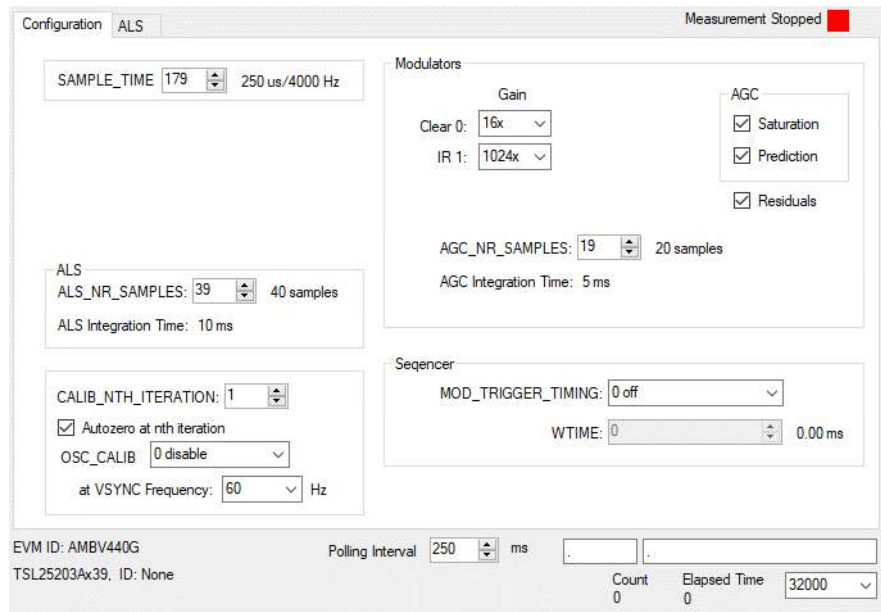 Configuration ALS Measurement Stopped
SAMPLE_TIME 179 250 us/4000 Hz
Modulators
Gain
Clear 0: 16x
IR 1: 1024x
AGC
Saturation
Prediction
Residuals
AGC_NR_SAMPLES: 19 20 samples
AGC Integration Time: 5 ms
ALS
ALS_NR_SAMPLES: 39 40 samples
ALS Integration Time: 10 ms
CALIB_NTH_ITERATION: 1
Autozero at nth iteration
OSC_CALIB 0 disable
at VSYNC Frequency: 60 Hz
Seqencer
MOD_TRIGGER_TIMING: 0 off
WTIME: 0 0.00 ms
EVM ID: AMBV440G
TSL25203Ax39, ID: None
Polling Interval 250 ms . .
Count Elapsed Time 32000
0 0